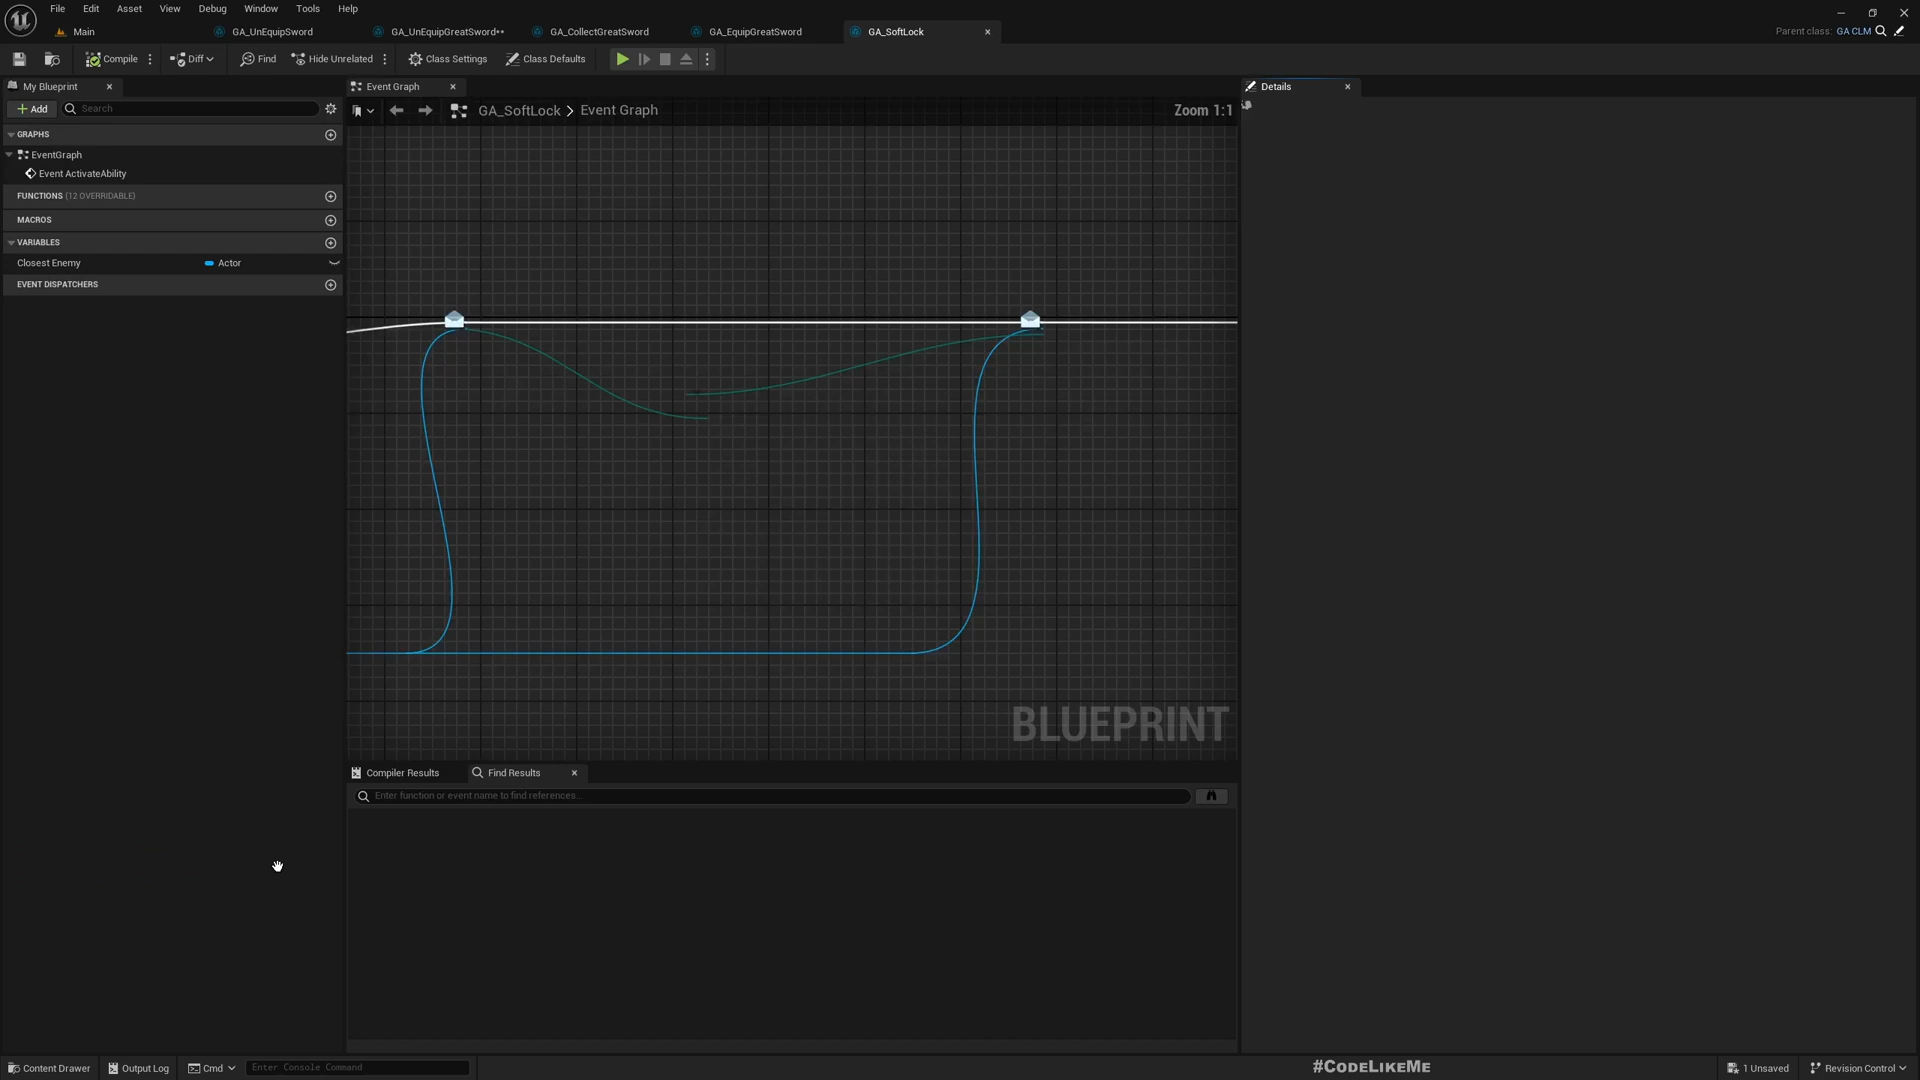 File Edit Asset View Debug Window Tools Help
Main GA_UnEquipSword GA_UnEquipGreatSword•• GA_CollectGreatSword GA_EquipGreatSword GA_SoftLock
Parent class: GA CLM
Compile Diff Find Hide Unrelated Class Settings Class Defaults
My Blueprint Event Graph Details
Add Search GA_SoftLock > Event Graph Zoom 1:1
GRAPHS
EventGraph
Event ActivateAbility
FUNCTIONS (12 OVERRIDABLE)
MACROS
VARIABLES
Closest Enemy Actor
EVENT DISPATCHERS
BLUEPRINT
Compiler Results Find Results
Enter function or event name to find references...
Content Drawer Output Log Cmd Enter Console Command #CodeLikeMe 1 Unsaved Revision Control